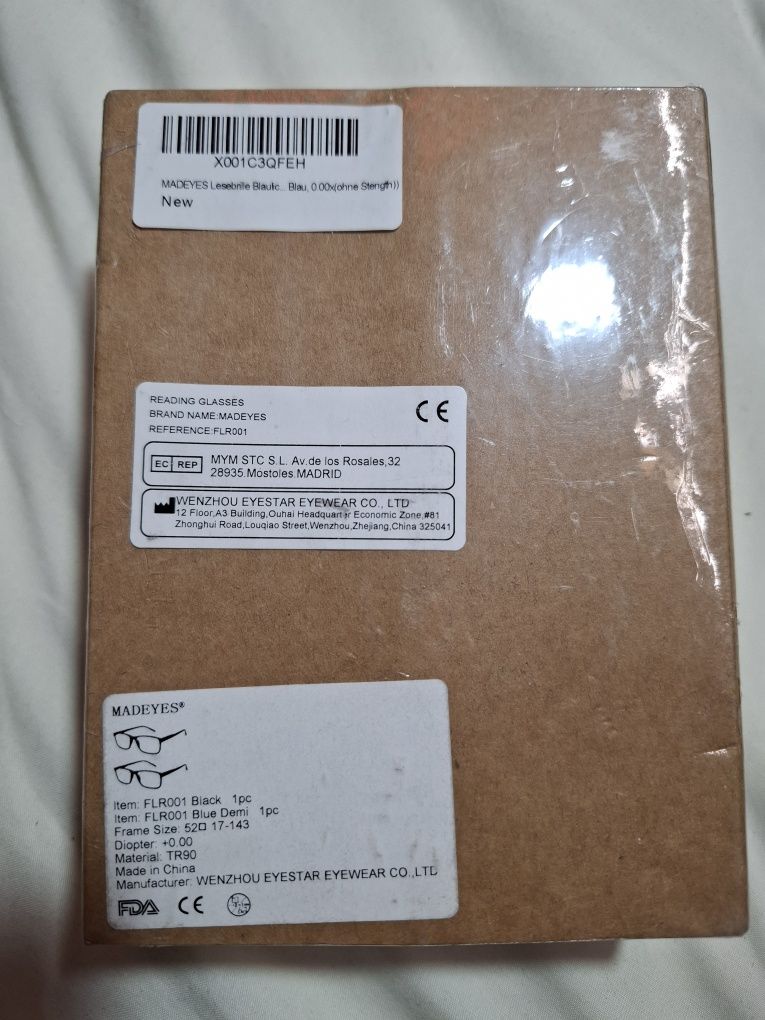 X001C3QFEH
MADEYES Lesebrille Blaulic... Blau, 0.00x(ohne Stength))
New
READING GLASSES
BRAND NAME:MADEYES
REFERENCE:FLR001
CE
EC REP
MYM STC S.L. Av.de los Rosales,32
28935.Mostoles.MADRID
WENZHOU EYESTAR EYEWEAR CO., LTD
12 Floor,A3 Building,Ouhai Headquarter Economic Zone,#81
Zhonghui Road,Louqiao Street,Wenzhou,Zhejiang,China 325041
MADEYES®
Item: FLR001 Black 1pc
Item: FLR001 Blue Demi 1pc
Frame Size: 52□ 17-143
Diopter: +0.00
Material: TR90
Made in China
Manufacturer: WENZHOU EYESTAR EYEWEAR CO.,LTD
FDA CE